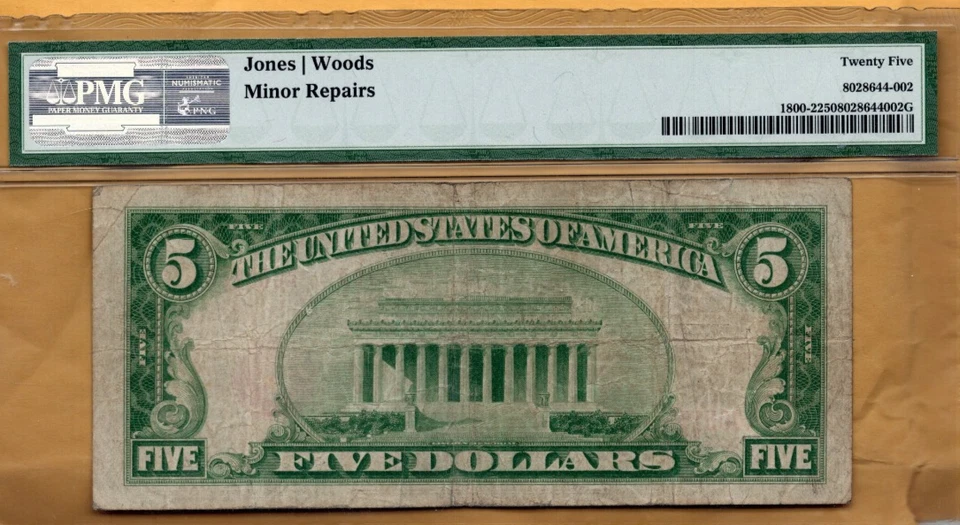 Jones | Woods
Minor Repairs
PMG
PAPER MONEY GUARANTY
NUMISMATIC
PNG
Twenty Five
8028644-002
1800-22508028644002G
FIVE FIVE
5 THE UNITED STATES OF AMERICA 5
FIVE FIVE
FIVE FIVE DOLLARS FIVE